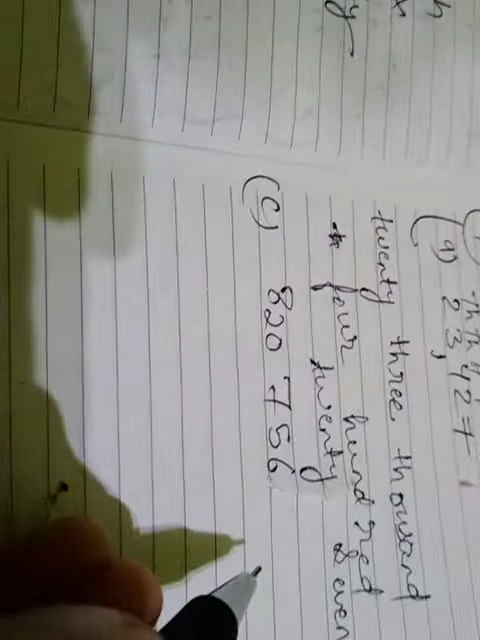 (a) 23,427
twenty three thousand
four hundred
twenty seven
(C) 820 756